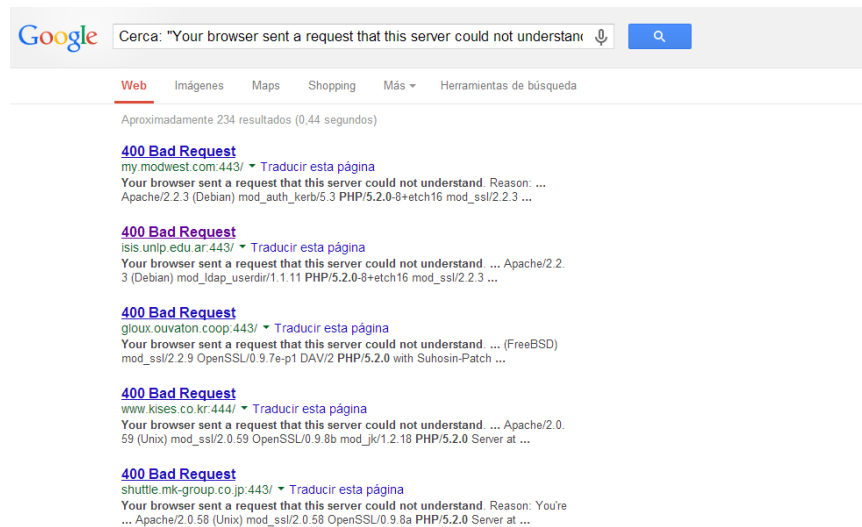 Google Cerca: "Your browser sent a request that this server could not understand
Web Imágenes Maps Shopping Más Herramientas de búsqueda
Aproximadamente 234 resultados (0,44 segundos)
400 Bad Request
my.modwest.com:443/ Traducir esta página
Your browser sent a request that this server could not understand. Reason: ...
Apache/2.2.3 (Debian) mod_auth_kerb/5.3 PHP/5.2.0-8+etch16 mod_ssl/2.2.3 ...
400 Bad Request
isis.unlp.edu.ar:443/ Traducir esta página
Your browser sent a request that this server could not understand. ... Apache/2.2.
3 (Debian) mod_ldap_userdir/1.1.11 PHP/5.2.0-8+etch16 mod_ssl/2.2.3 ...
400 Bad Request
gloux.ouvaton.coop:443/ Traducir esta página
Your browser sent a request that this server could not understand. ... (FreeBSD)
mod_ssl/2.2.9 OpenSSL/0.9.7e-p1 DAV/2 PHP/5.2.0 with Suhosin-Patch ...
400 Bad Request
www.kises.co.kr:444/ Traducir esta página
Your browser sent a request that this server could not understand. ... Apache/2.0.
59 (Unix) mod_ssl/2.0.59 OpenSSL/0.9.8b mod_jk/1.2.18 PHP/5.2.0 Server at ...
400 Bad Request
shuttle.mk-group.co.jp:443/ Traducir esta página
Your browser sent a request that this server could not understand. Reason: You're
... Apache/2.0.58 (Unix) mod_ssl/2.0.58 OpenSSL/0.9.8a PHP/5.2.0 Server at ...